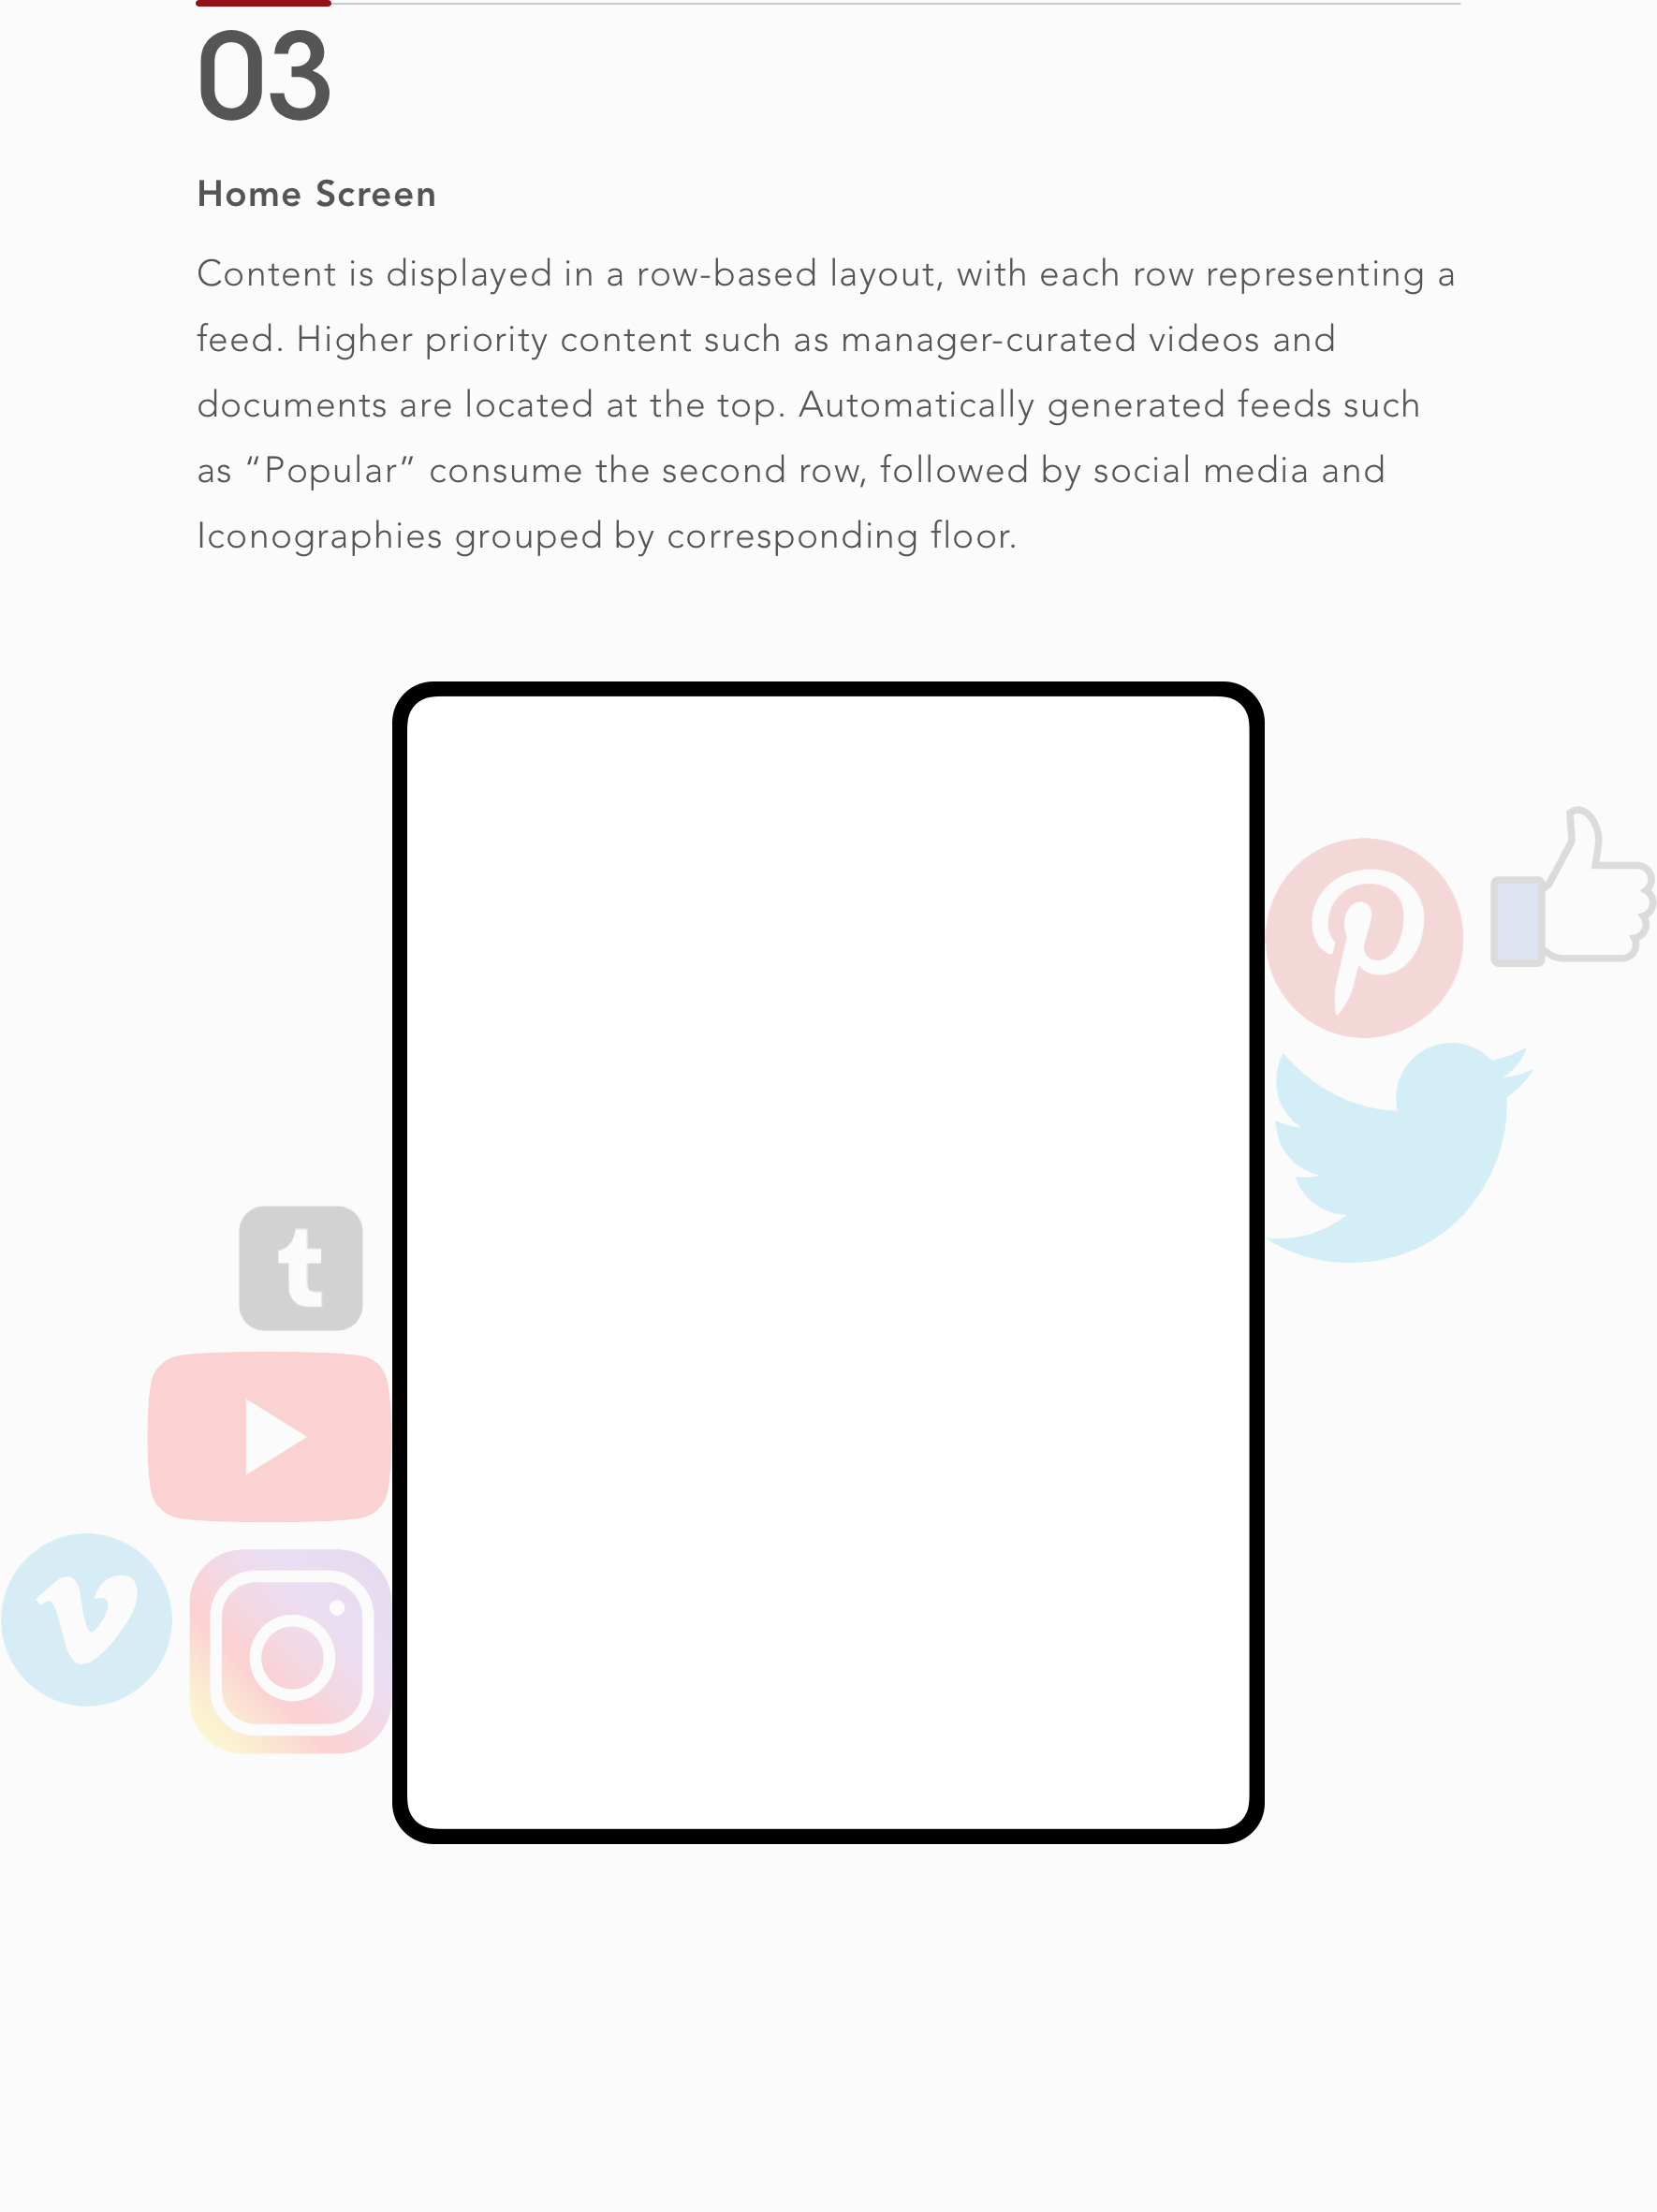 03
Home Screen
Content is displayed in a row-based layout, with each row representing a
feed. Higher priority content such as manager-curated videos and
documents are located at the top. Automatically generated feeds such
as “Popular” consume the second row, followed by social media and
Iconographies grouped by corresponding floor.
t